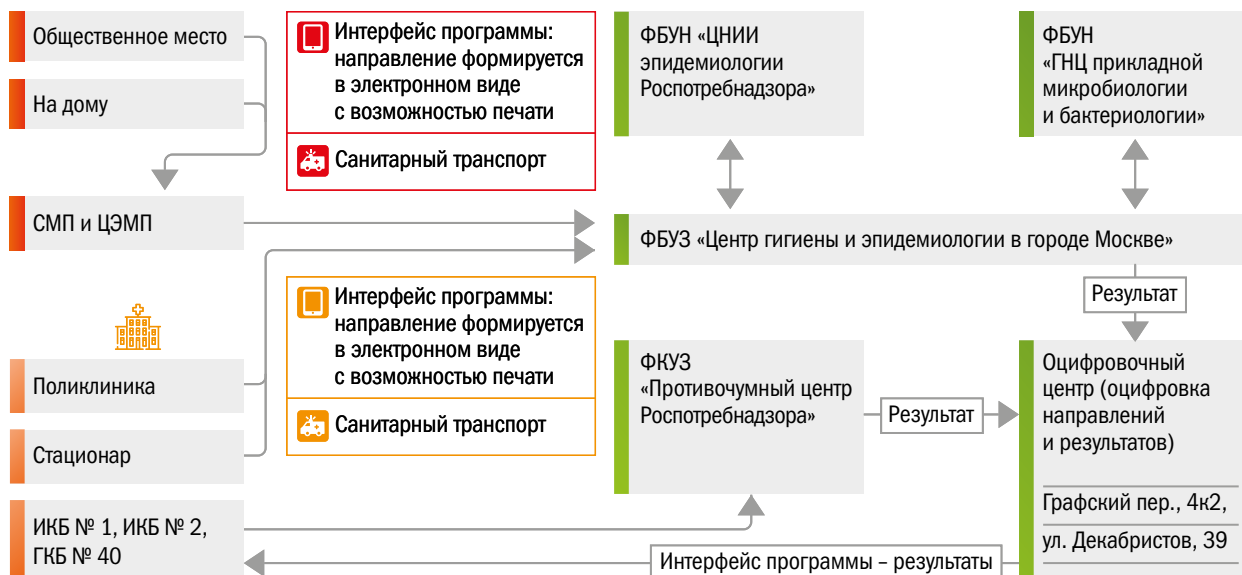 Общественное место
На дому
СМП и ЦЭМП
Интерфейс программы:
направление формируется
в электронном виде
с возможностью печати
Санитарный транспорт
ФБУН «ЦНИИ
эпидемиологии
Роспотребнадзора»
ФБУН
«ГНЦ прикладной
микробиологии
и бактериологии»
ФБУЗ «Центр гигиены и эпидемиологии в городе Москве»
Результат
Поликлиника
Стационар
ИКБ № 1, ИКБ № 2,
ГКБ № 40
Интерфейс программы:
направление формируется
в электронном виде
с возможностью печати
Санитарный транспорт
ФКУЗ
«Противочумный центр
Роспотребнадзора»
Результат
Оцифровочный
центр (оцифровка
направлений
и результатов)
Графский пер., 4к2,
ул. Декабристов, 39
Интерфейс программы – результаты